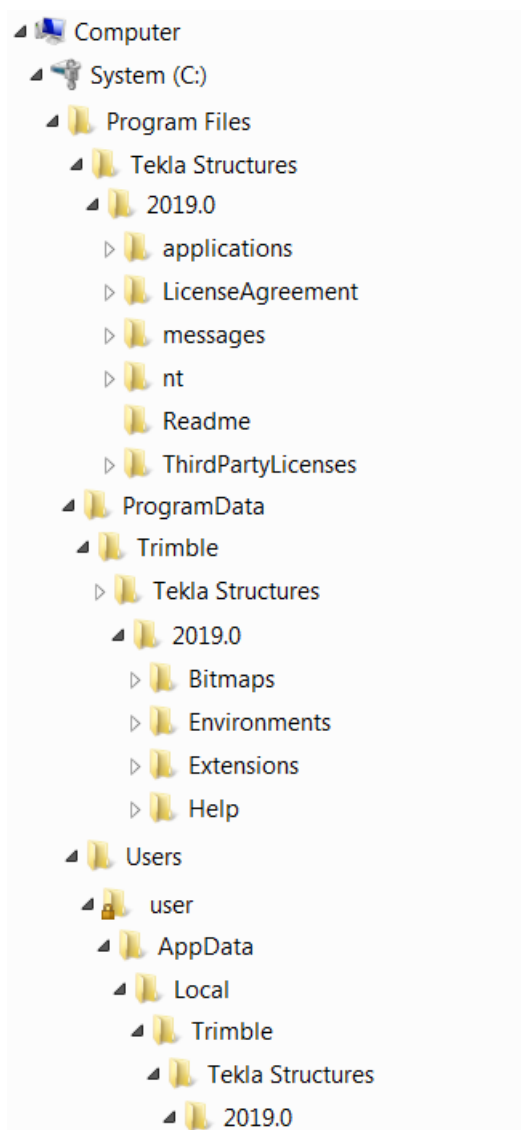 Computer
System (C:)
Program Files
Tekla Structures
2019.0
applications
LicenseAgreement
messages
nt
Readme
ThirdPartyLicenses
ProgramData
Trimble
Tekla Structures
2019.0
Bitmaps
Environments
Extensions
Help
Users
user
AppData
Local
Trimble
Tekla Structures
2019.0